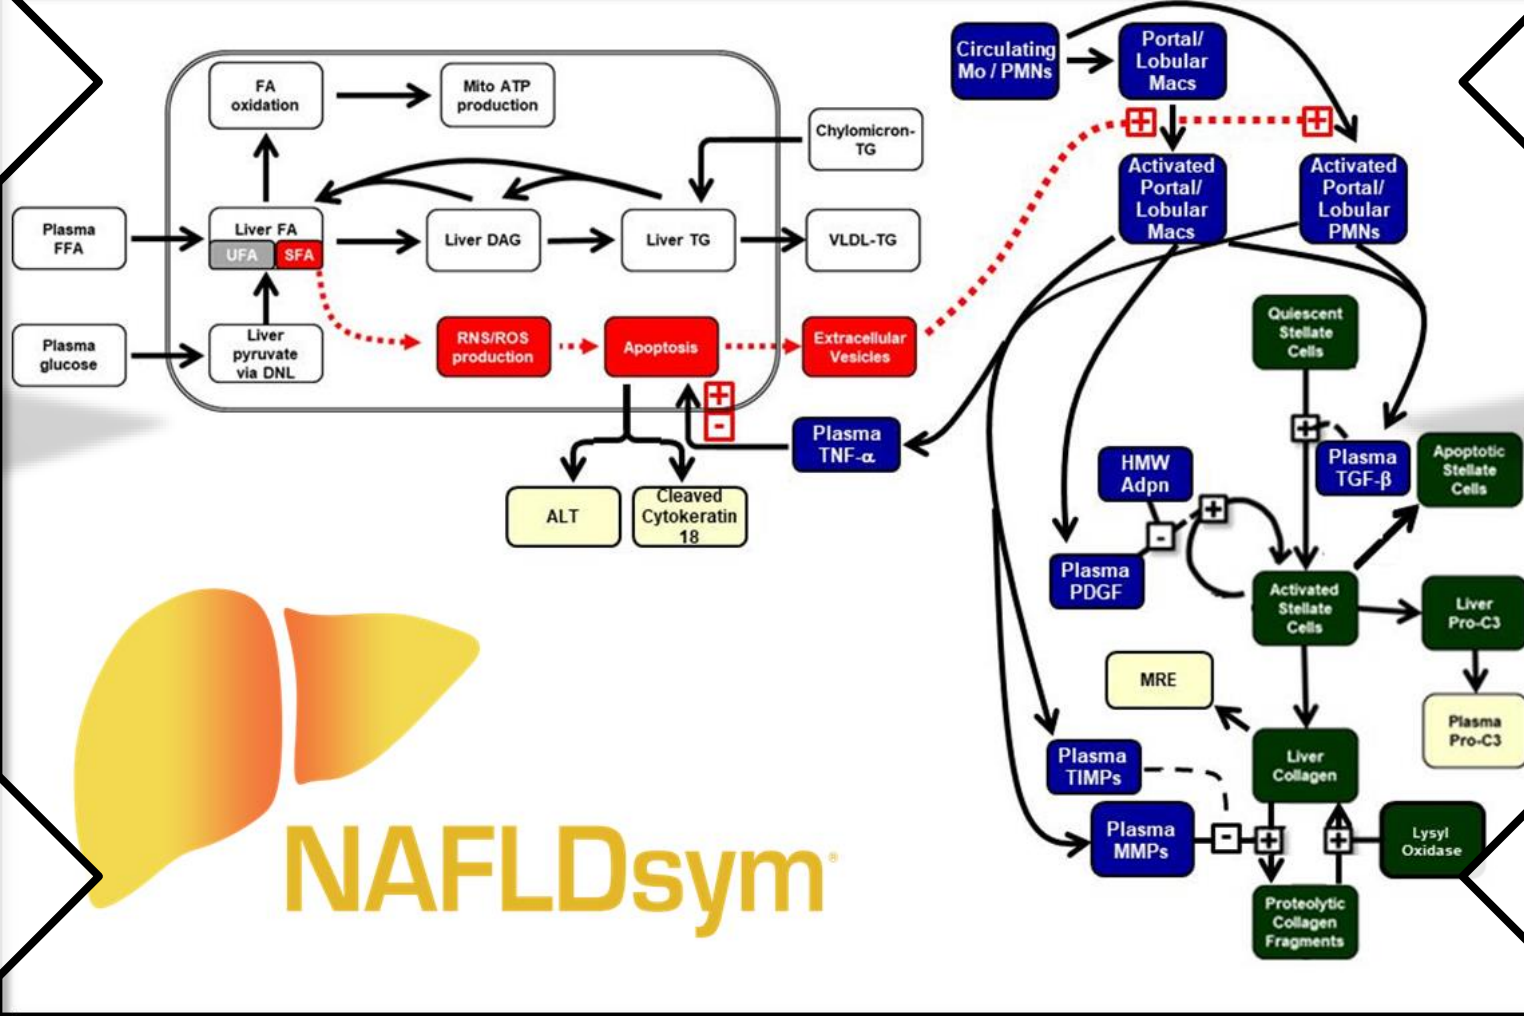 FA
oxidation
Mito ATP
production
Chylomicron-
TG
Plasma
FFA
Liver FA
UFA
SFA
Liver DAG
Liver TG
VLDL-TG
Plasma
glucose
Liver
pyruvate
via DNL
RNS/ROS
production
Apoptosis
Extracellular
Vesicles
+
-
Plasma
TNF-α
ALT
Cleaved
Cytokeratin
18
Circulating
Mo / PMNs
Portal/
Lobular
Macs
+
+
Activated
Portal/
Lobular
Macs
Activated
Portal/
Lobular
PMNs
Quiescent
Stellate
Cells
+
Plasma
TGF-β
Apoptotic
Stellate
Cells
HMW
Adpn
+
-
Plasma
PDGF
Activated
Stellate
Cells
Liver
Pro-C3
MRE
Plasma
Pro-C3
Plasma
TIMPs
Liver
Collagen
Plasma
MMPs
-
+
+
Lysyl
Oxidase
Proteolytic
Collagen
Fragments
NAFLDsym®